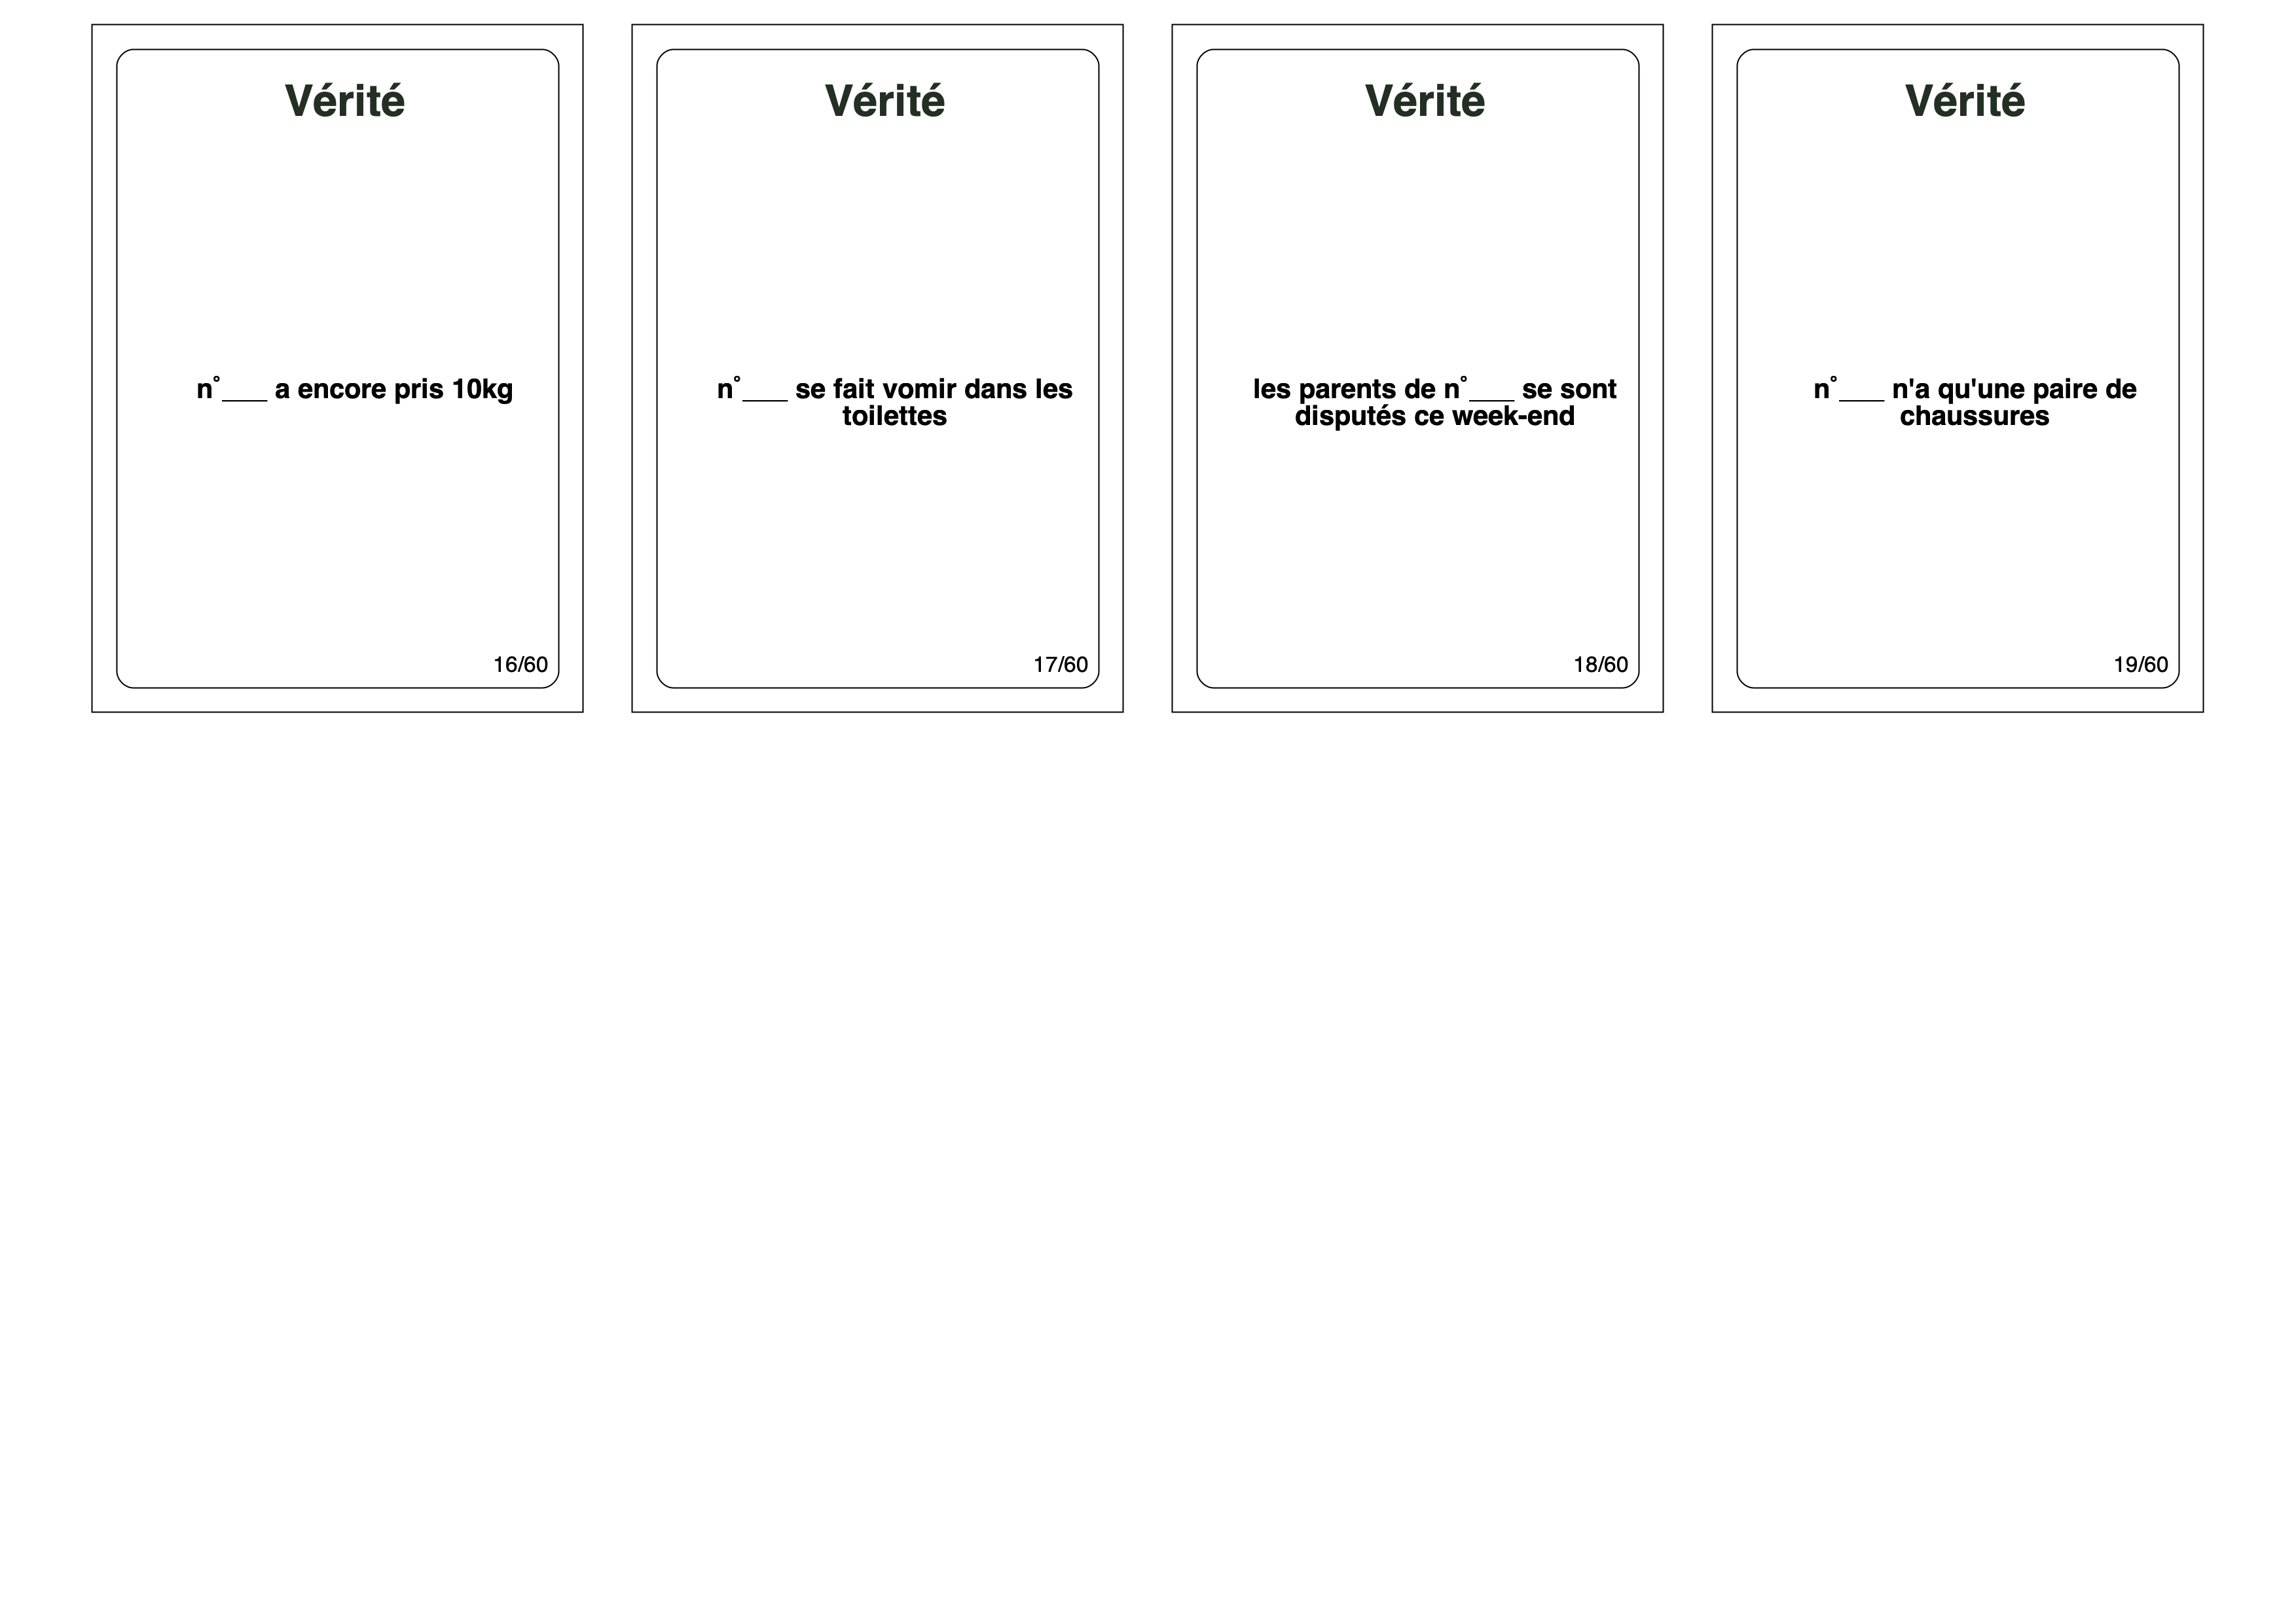 Vérité
n°___ a encore pris 10kg
16/60
Vérité
n°___ se fait vomir dans les
toilettes
17/60
Vérité
les parents de n°___ se sont
disputés ce week-end
18/60
Vérité
n°___ n'a qu'une paire de
chaussures
19/60